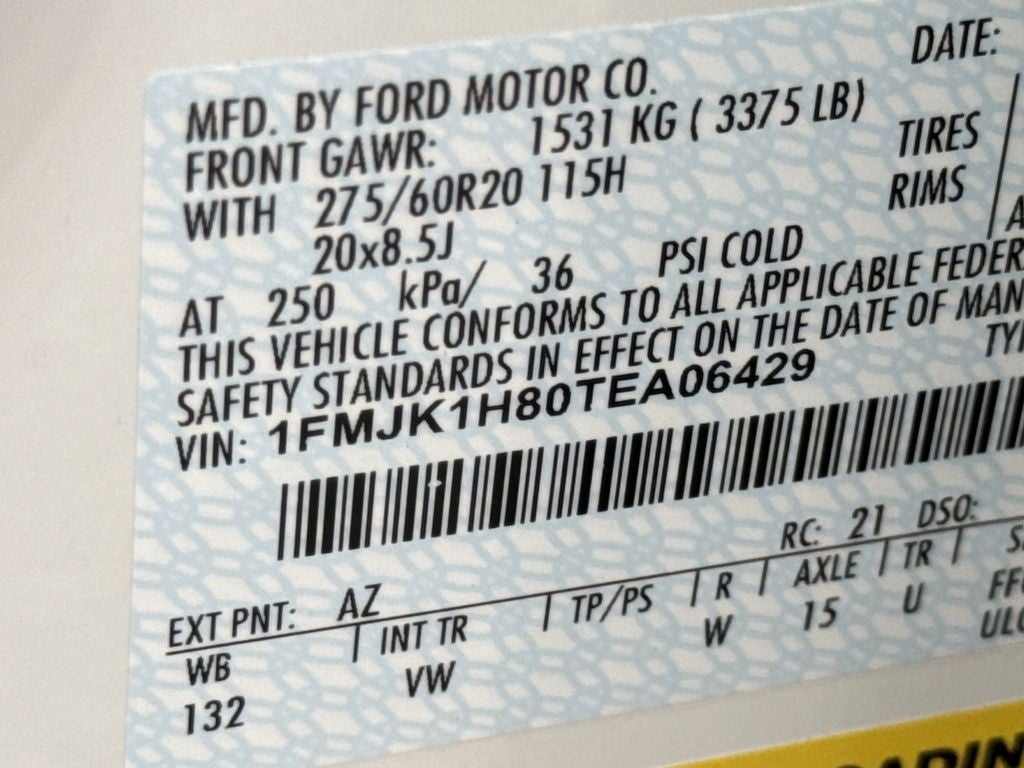 DATE:
MFD. BY FORD MOTOR CO.
FRONT GAWR: 1531 KG ( 3375 LB)
WITH 275/60R20 115H TIRES
20x8.5J RIMS
AT 250 kPa/ 36 PSI COLD
THIS VEHICLE CONFORMS TO ALL APPLICABLE FEDER
SAFETY STANDARDS IN EFFECT ON THE DATE OF MAN
VIN: 1FMJK1H80TEA06429 TY
RC: 21 DSO:
EXT PNT: AZ
WB INT TR TP/PS R AXLE TR S
132 VW W 15 U